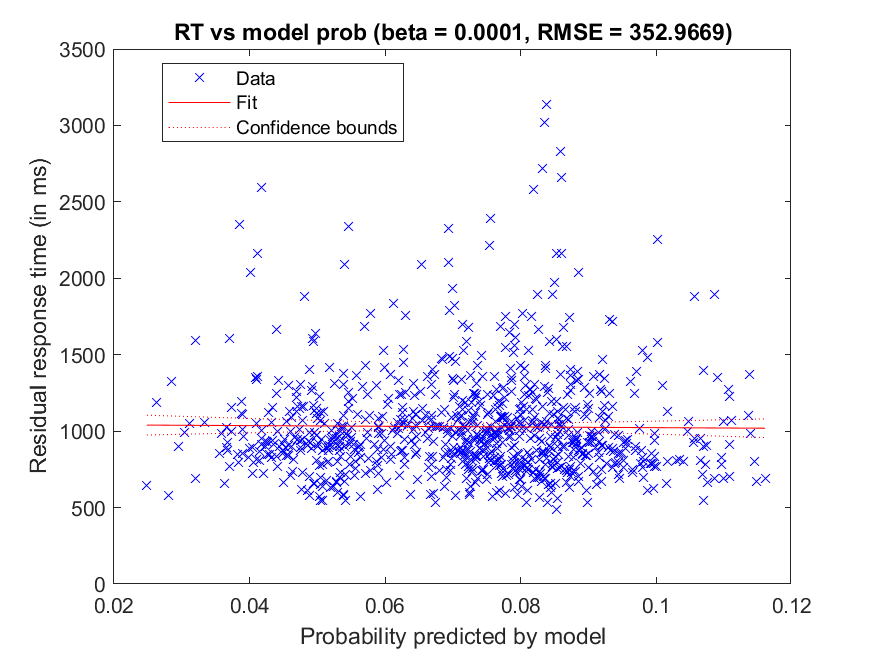 RT vs model prob (beta = 0.0001, RMSE = 352.9669)
3500
3000
2500
2000
1500
1000
500
0
Residual response time (in ms)
Data
Fit
Confidence bounds
0.02 0.04 0.06 0.08 0.1 0.12
Probability predicted by model